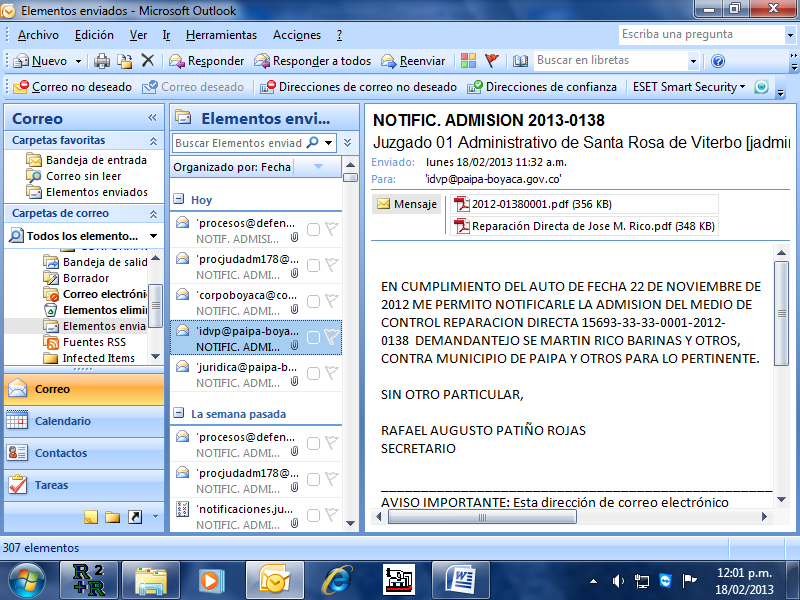 Elementos enviados - Microsoft Outlook
Archivo Edición Ver Ir Herramientas Acciones ?
Escriba una pregunta
Nuevo Responder Responder a todos Reenviar Buscar en libretas
Correo no deseado Correo deseado Direcciones de correo no deseado Direcciones de confianza ESET Smart Security
Correo
Carpetas favoritas
Bandeja de entrada
Correo sin leer
Elementos enviados
Carpetas de correo
Todos los elemento...
Bandeja de salid
Borrador
Correo electróni
Elementos elimi
Elementos envia
Fuentes RSS
Infected Items
Correo
Calendario
Contactos
Tareas
Elementos envi...
Buscar Elementos enviad
Organizado por: Fecha
Hoy
'procesos@defen...
NOTIF. ADMISI...
'procjudadm178@...
NOTIFIC. ADMI...
'corpoboyaca@co...
NOTIFIC. ADMI...
'idvp@paipa-boya...
NOTIFIC. ADMI...
'juridica@paipa-b...
NOTIFIC. ADMI...
La semana pasada
'procesos@defen...
NOTIFIC. ADMI...
'procjudadm178@...
NOTIFIC. ADMI...
'notificaciones.ju...
NOTIFIC. ADMI...
NOTIFIC. ADMISION 2013-0138
Juzgado 01 Administrativo de Santa Rosa de Viterbo [jadmin
Enviado: lunes 18/02/2013 11:32 a.m.
Para: 'idvp@paipa-boyaca.gov.co'
Mensaje
2012-01380001.pdf (356 KB)
Reparación Directa de Jose M. Rico.pdf (348 KB)
EN CUMPLIMIENTO DEL AUTO DE FECHA 22 DE NOVIEMBRE DE
2012 ME PERMITO NOTIFICARLE LA ADMISION DEL MEDIO DE
CONTROL REPARACION DIRECTA 15693-33-33-0001-2012-
0138 DEMANDANTEJO SE MARTIN RICO BARINAS Y OTROS,
CONTRA MUNICIPIO DE PAIPA Y OTROS PARA LO PERTINENTE.
SIN OTRO PARTICULAR,
RAFAEL AUGUSTO PATIÑO ROJAS
SECRETARIO
AVISO IMPORTANTE: Esta dirección de correo electrónico
307 elementos
R2+R
12:01 p.m.
18/02/2013